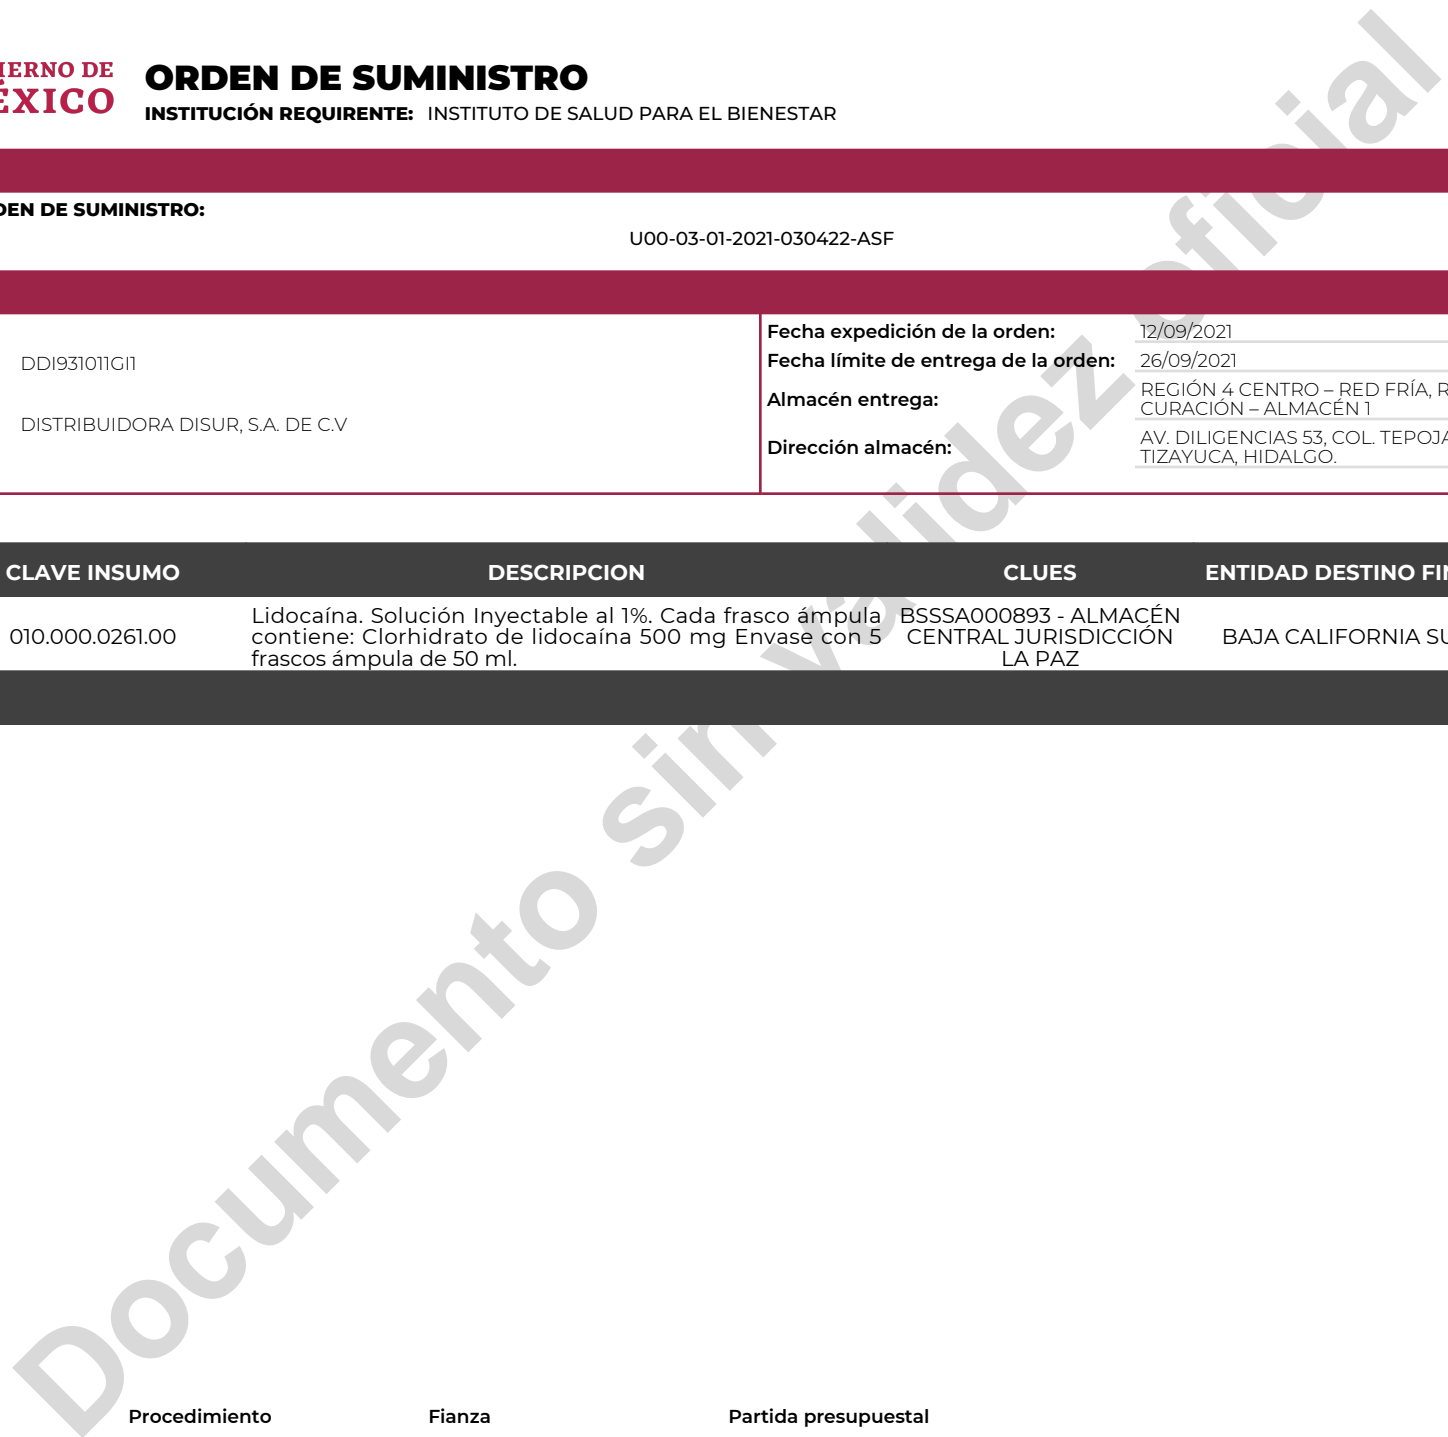 IERNO DE
ÉXICO
ORDEN DE SUMINISTRO
INSTITUCIÓN REQUIRENTE: INSTITUTO DE SALUD PARA EL BIENESTAR
DEN DE SUMINISTRO:
U00-03-01-2021-030422-ASF
DDI931011GI1
DISTRIBUIDORA DISUR, S.A. DE C.V
Fecha expedición de la orden: 12/09/2021
Fecha límite de entrega de la orden: 26/09/2021
Almacén entrega: REGIÓN 4 CENTRO – RED FRÍA, R
CURACIÓN – ALMACÉN 1
Dirección almacén: AV. DILIGENCIAS 53, COL. TEPOJA
TIZAYUCA, HIDALGO.
CLAVE INSUMO DESCRIPCION CLUES ENTIDAD DESTINO FIN
010.000.0261.00
Lidocaína. Solución Inyectable al 1%. Cada frasco ámpula
contiene: Clorhidrato de lidocaína 500 mg Envase con 5
frascos ámpula de 50 ml.
BSSSA000893 - ALMACÉN
CENTRAL JURISDICCIÓN
LA PAZ
BAJA CALIFORNIA SU
Documento sin validez oficial
Procedimiento Fianza Partida presupuestal